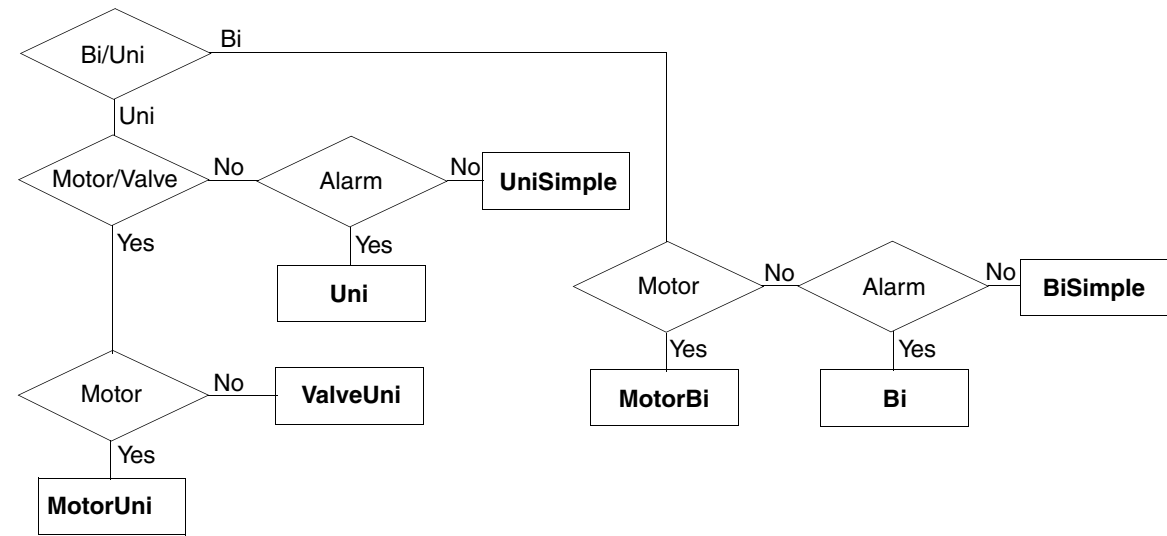 Bi
Bi/Uni
Uni
Motor/Valve
No
Alarm
No
UniSimple
Yes
Yes
Uni
Motor
No
Alarm
No
BiSimple
Yes
Yes
MotorBi
Bi
Motor
No
ValveUni
Yes
MotorUni